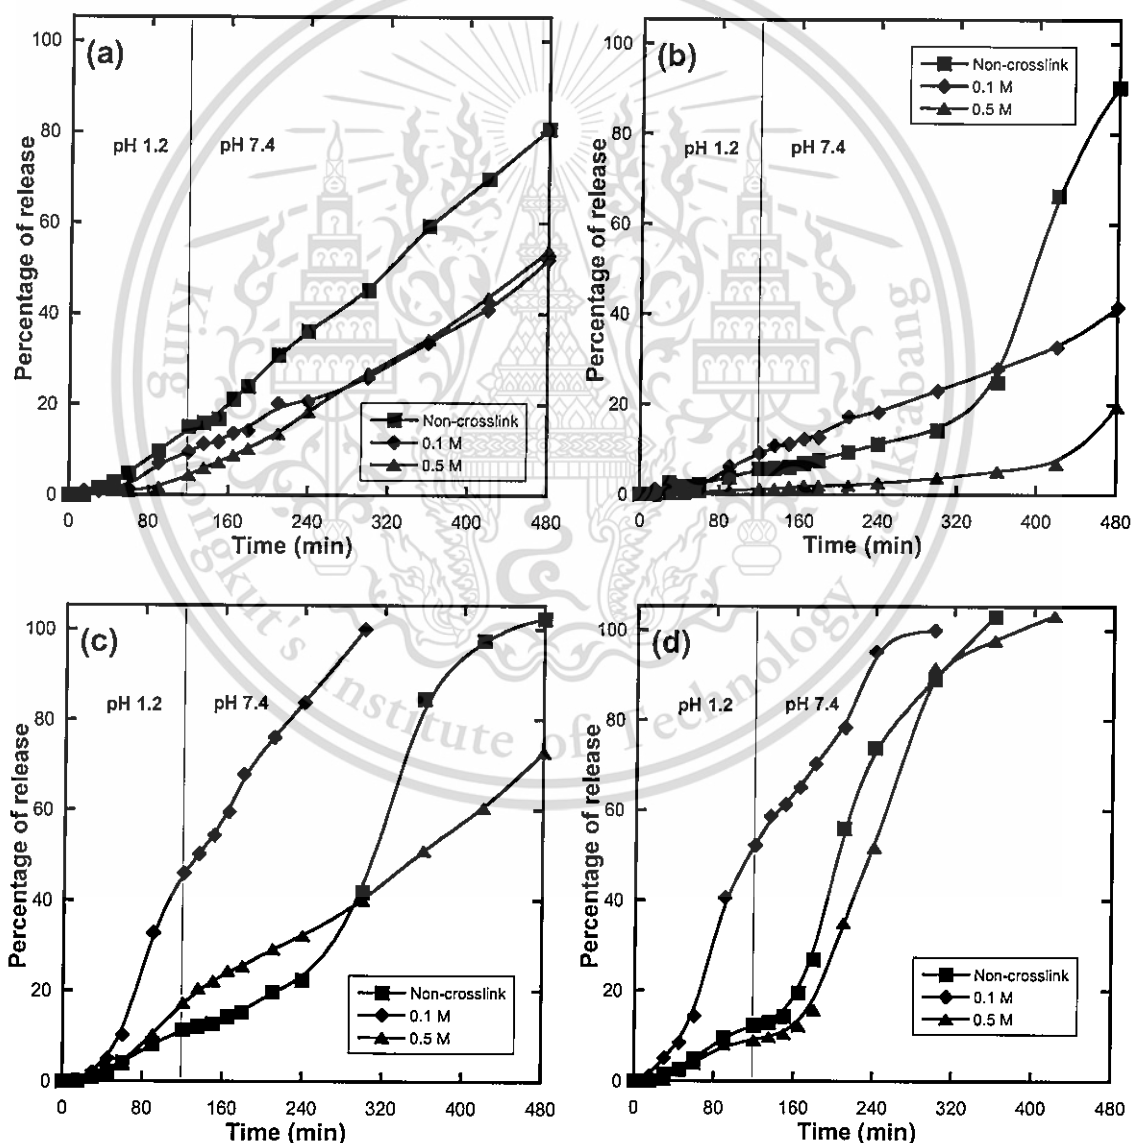 (a)
100
80
60
40
20
0
pH 1.2
pH 7.4
Percentage of release
Non-crosslink
0.1 M
0.5 M
0 80 160 240 320 400 480
Time (min)
(b)
100
80
60
40
20
0
pH 1.2
pH 7.4
Percentage of release
Non-crosslink
0.1 M
0.5 M
0 80 160 240 320 400 480
Time (min)
(c)
100
80
60
40
20
0
pH 1.2
pH 7.4
Percentage of release
Non-crosslink
0.1 M
0.5 M
0 80 160 240 320 400 480
Time (min)
(d)
100
80
60
40
20
0
pH 1.2
pH 7.4
Percentage of release
Non-crosslink
0.1 M
0.5 M
0 80 160 240 320 400 480
Time (min)
King Mongkut's Institute of Technology Ladkrabang